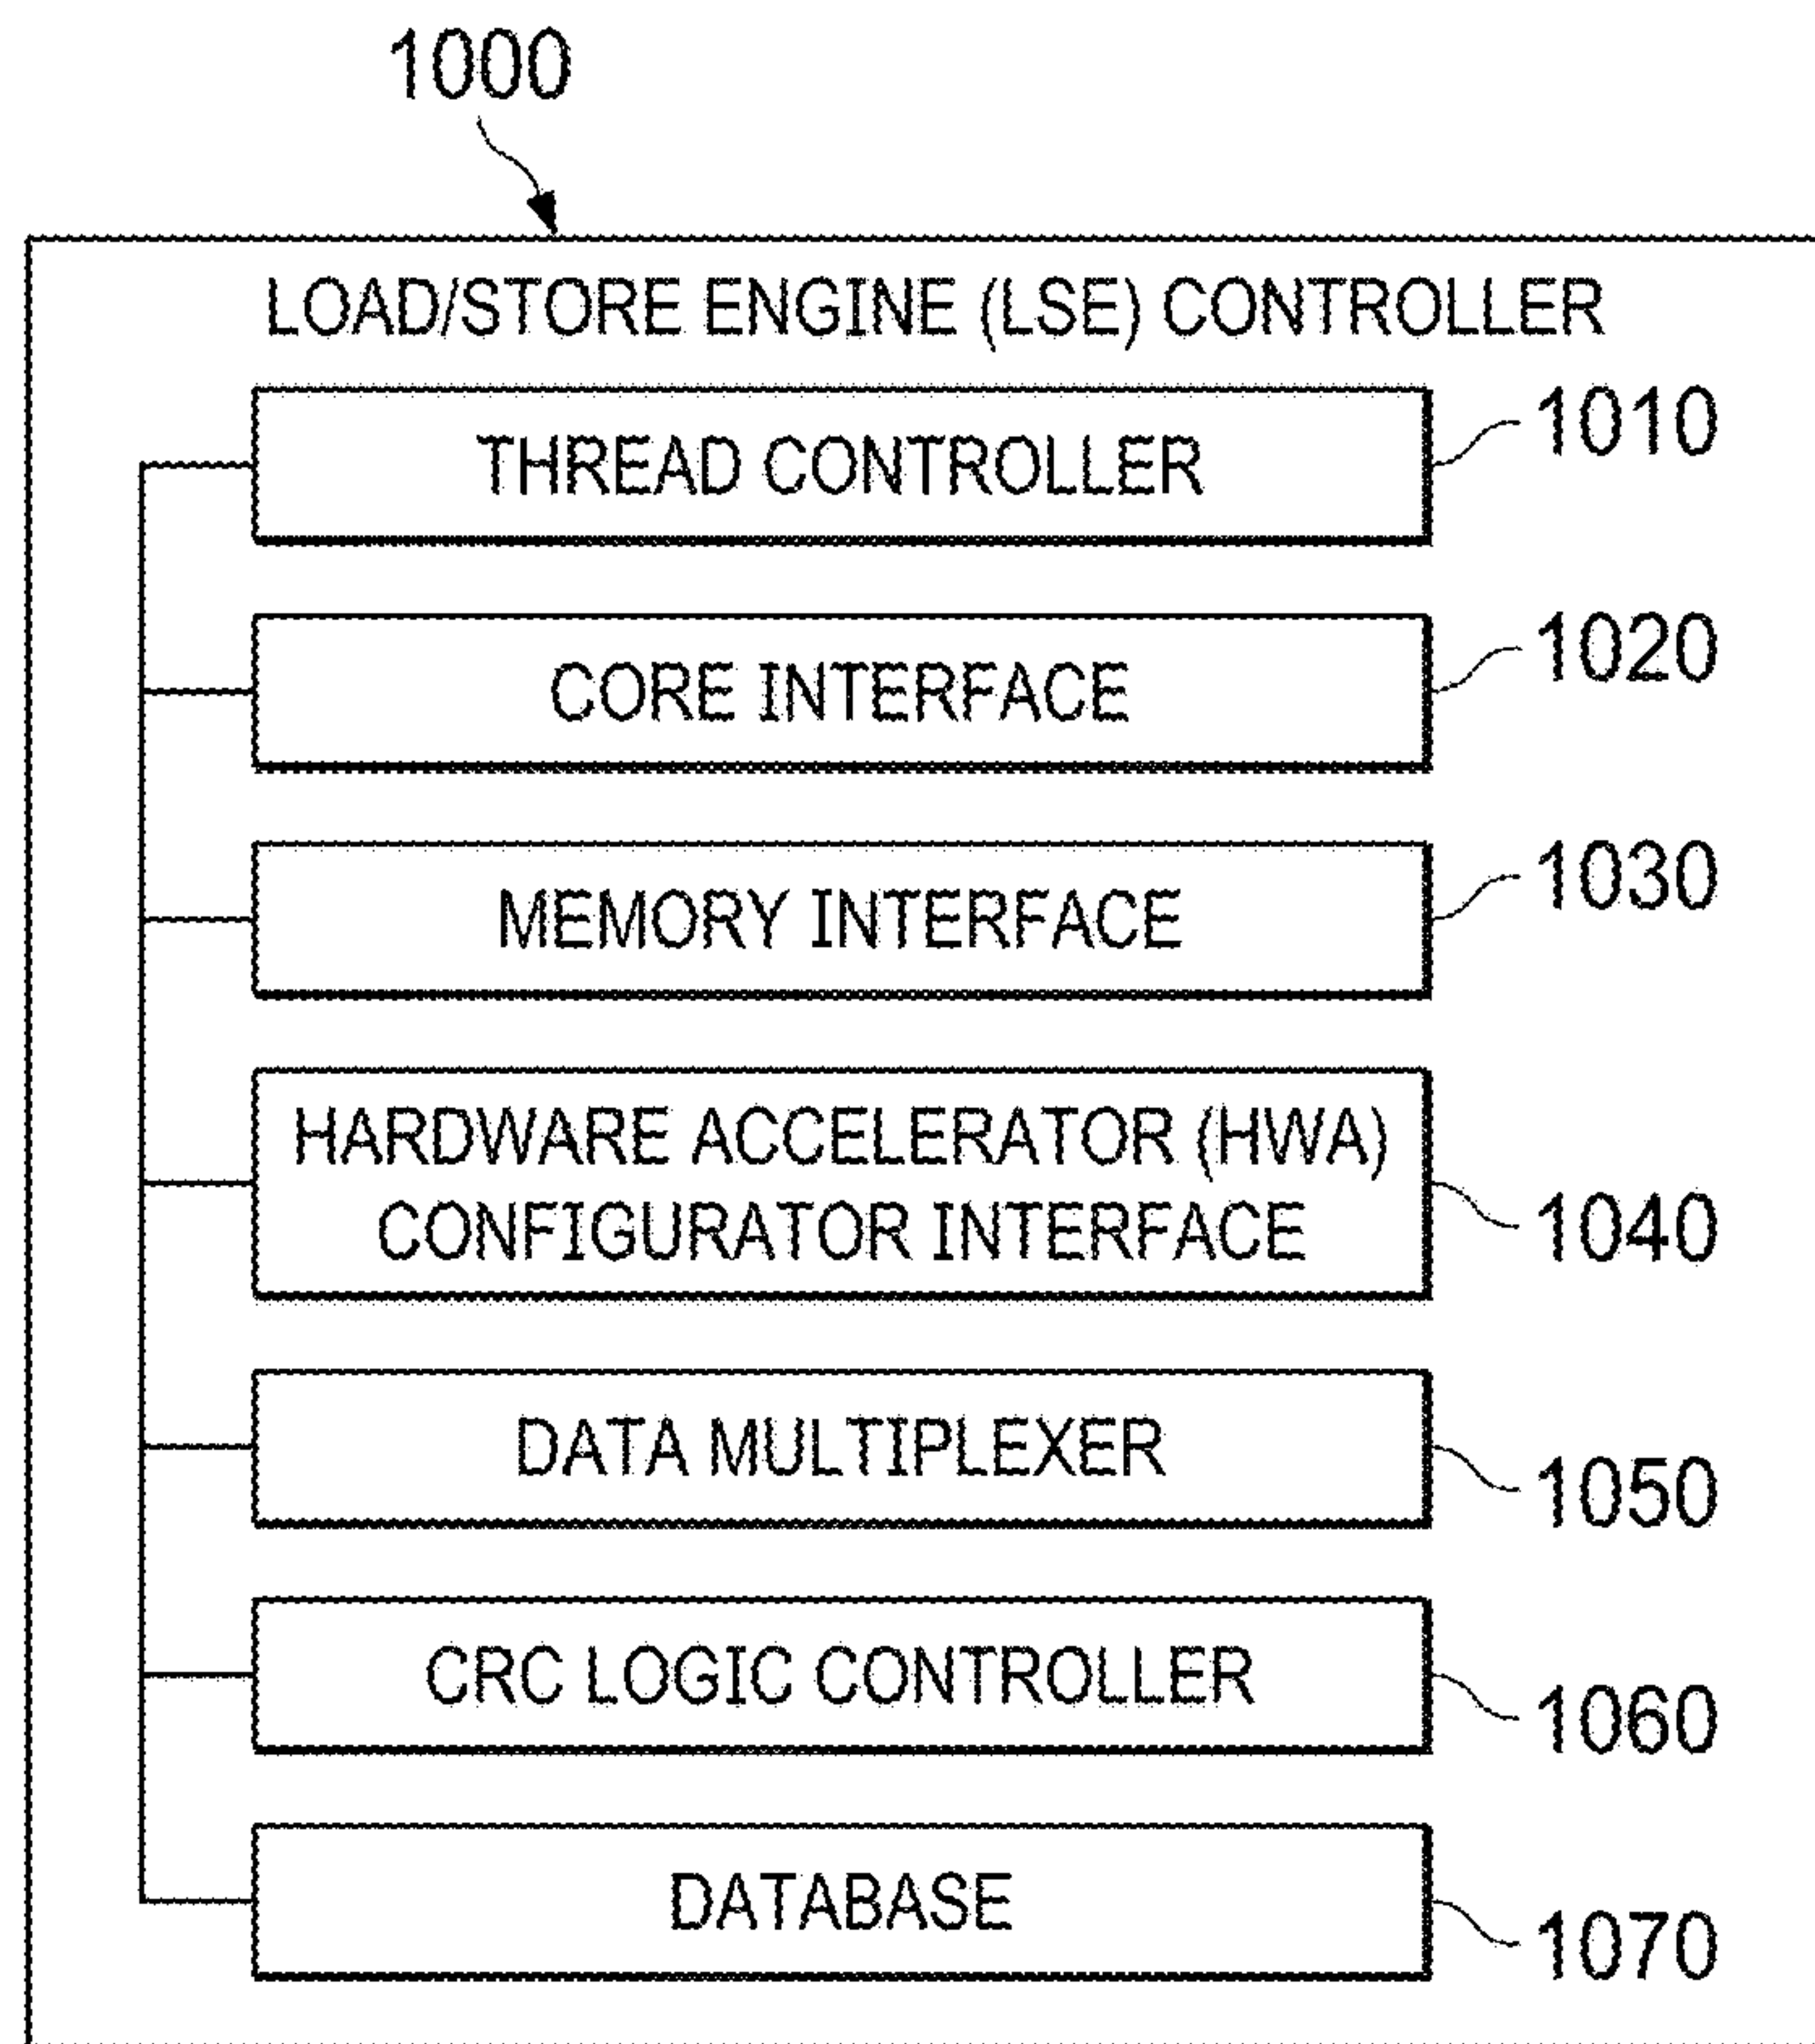 1000
LOAD/STORE ENGINE (LSE) CONTROLLER
THREAD CONTROLLER
1010
CORE INTERFACE
1020
MEMORY INTERFACE
1030
HARDWARE ACCELERATOR (HWA)
CONFIGURATOR INTERFACE
1040
DATA MULTIPLEXER
1050
CRC LOGIC CONTROLLER
1060
DATABASE
1070